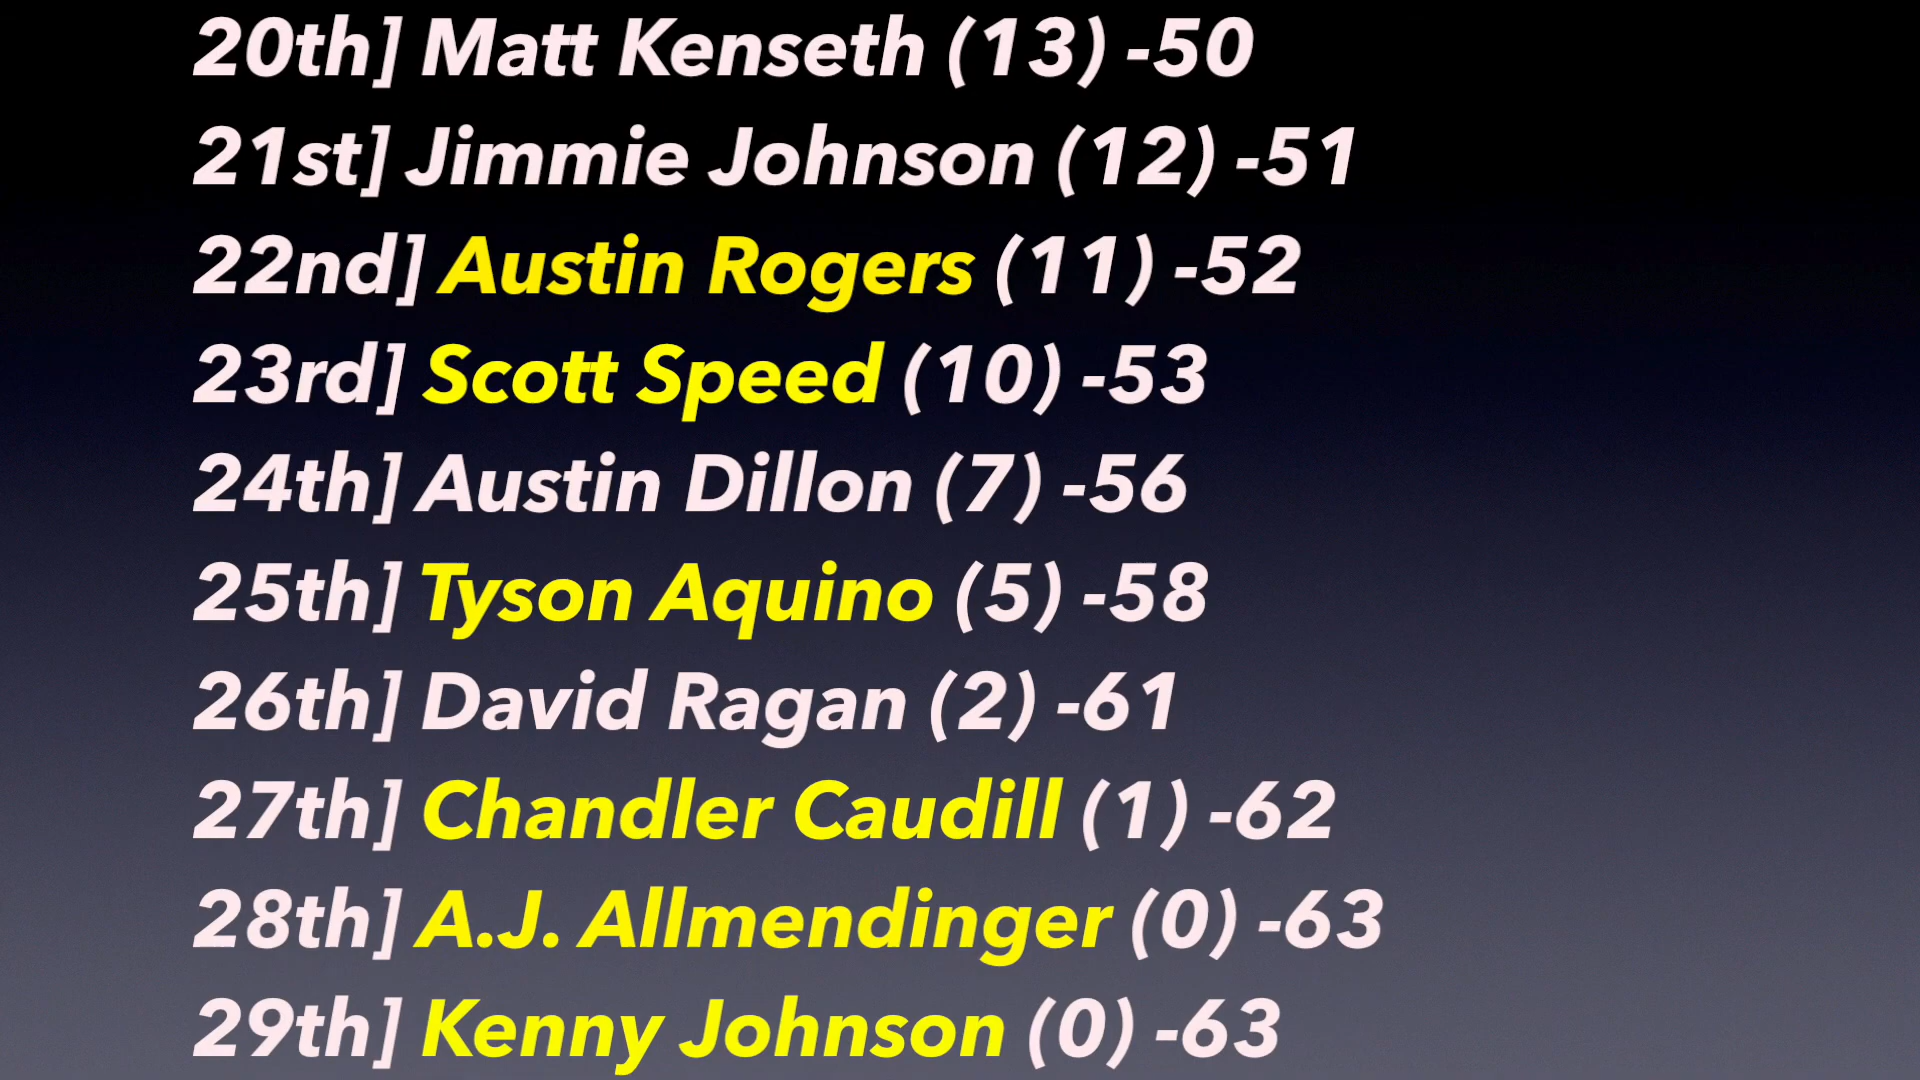 20th] Matt Kenseth (13) -50
21st] Jimmie Johnson (12) -51
22nd] Austin Rogers (11) -52
23rd] Scott Speed (10) -53
24th] Austin Dillon (7) -56
25th] Tyson Aquino (5) -58
26th] David Ragan (2) -61
27th] Chandler Caudill (1) -62
28th] A.J. Allmendinger (0) -63
29th] Kenny Johnson (0) -63